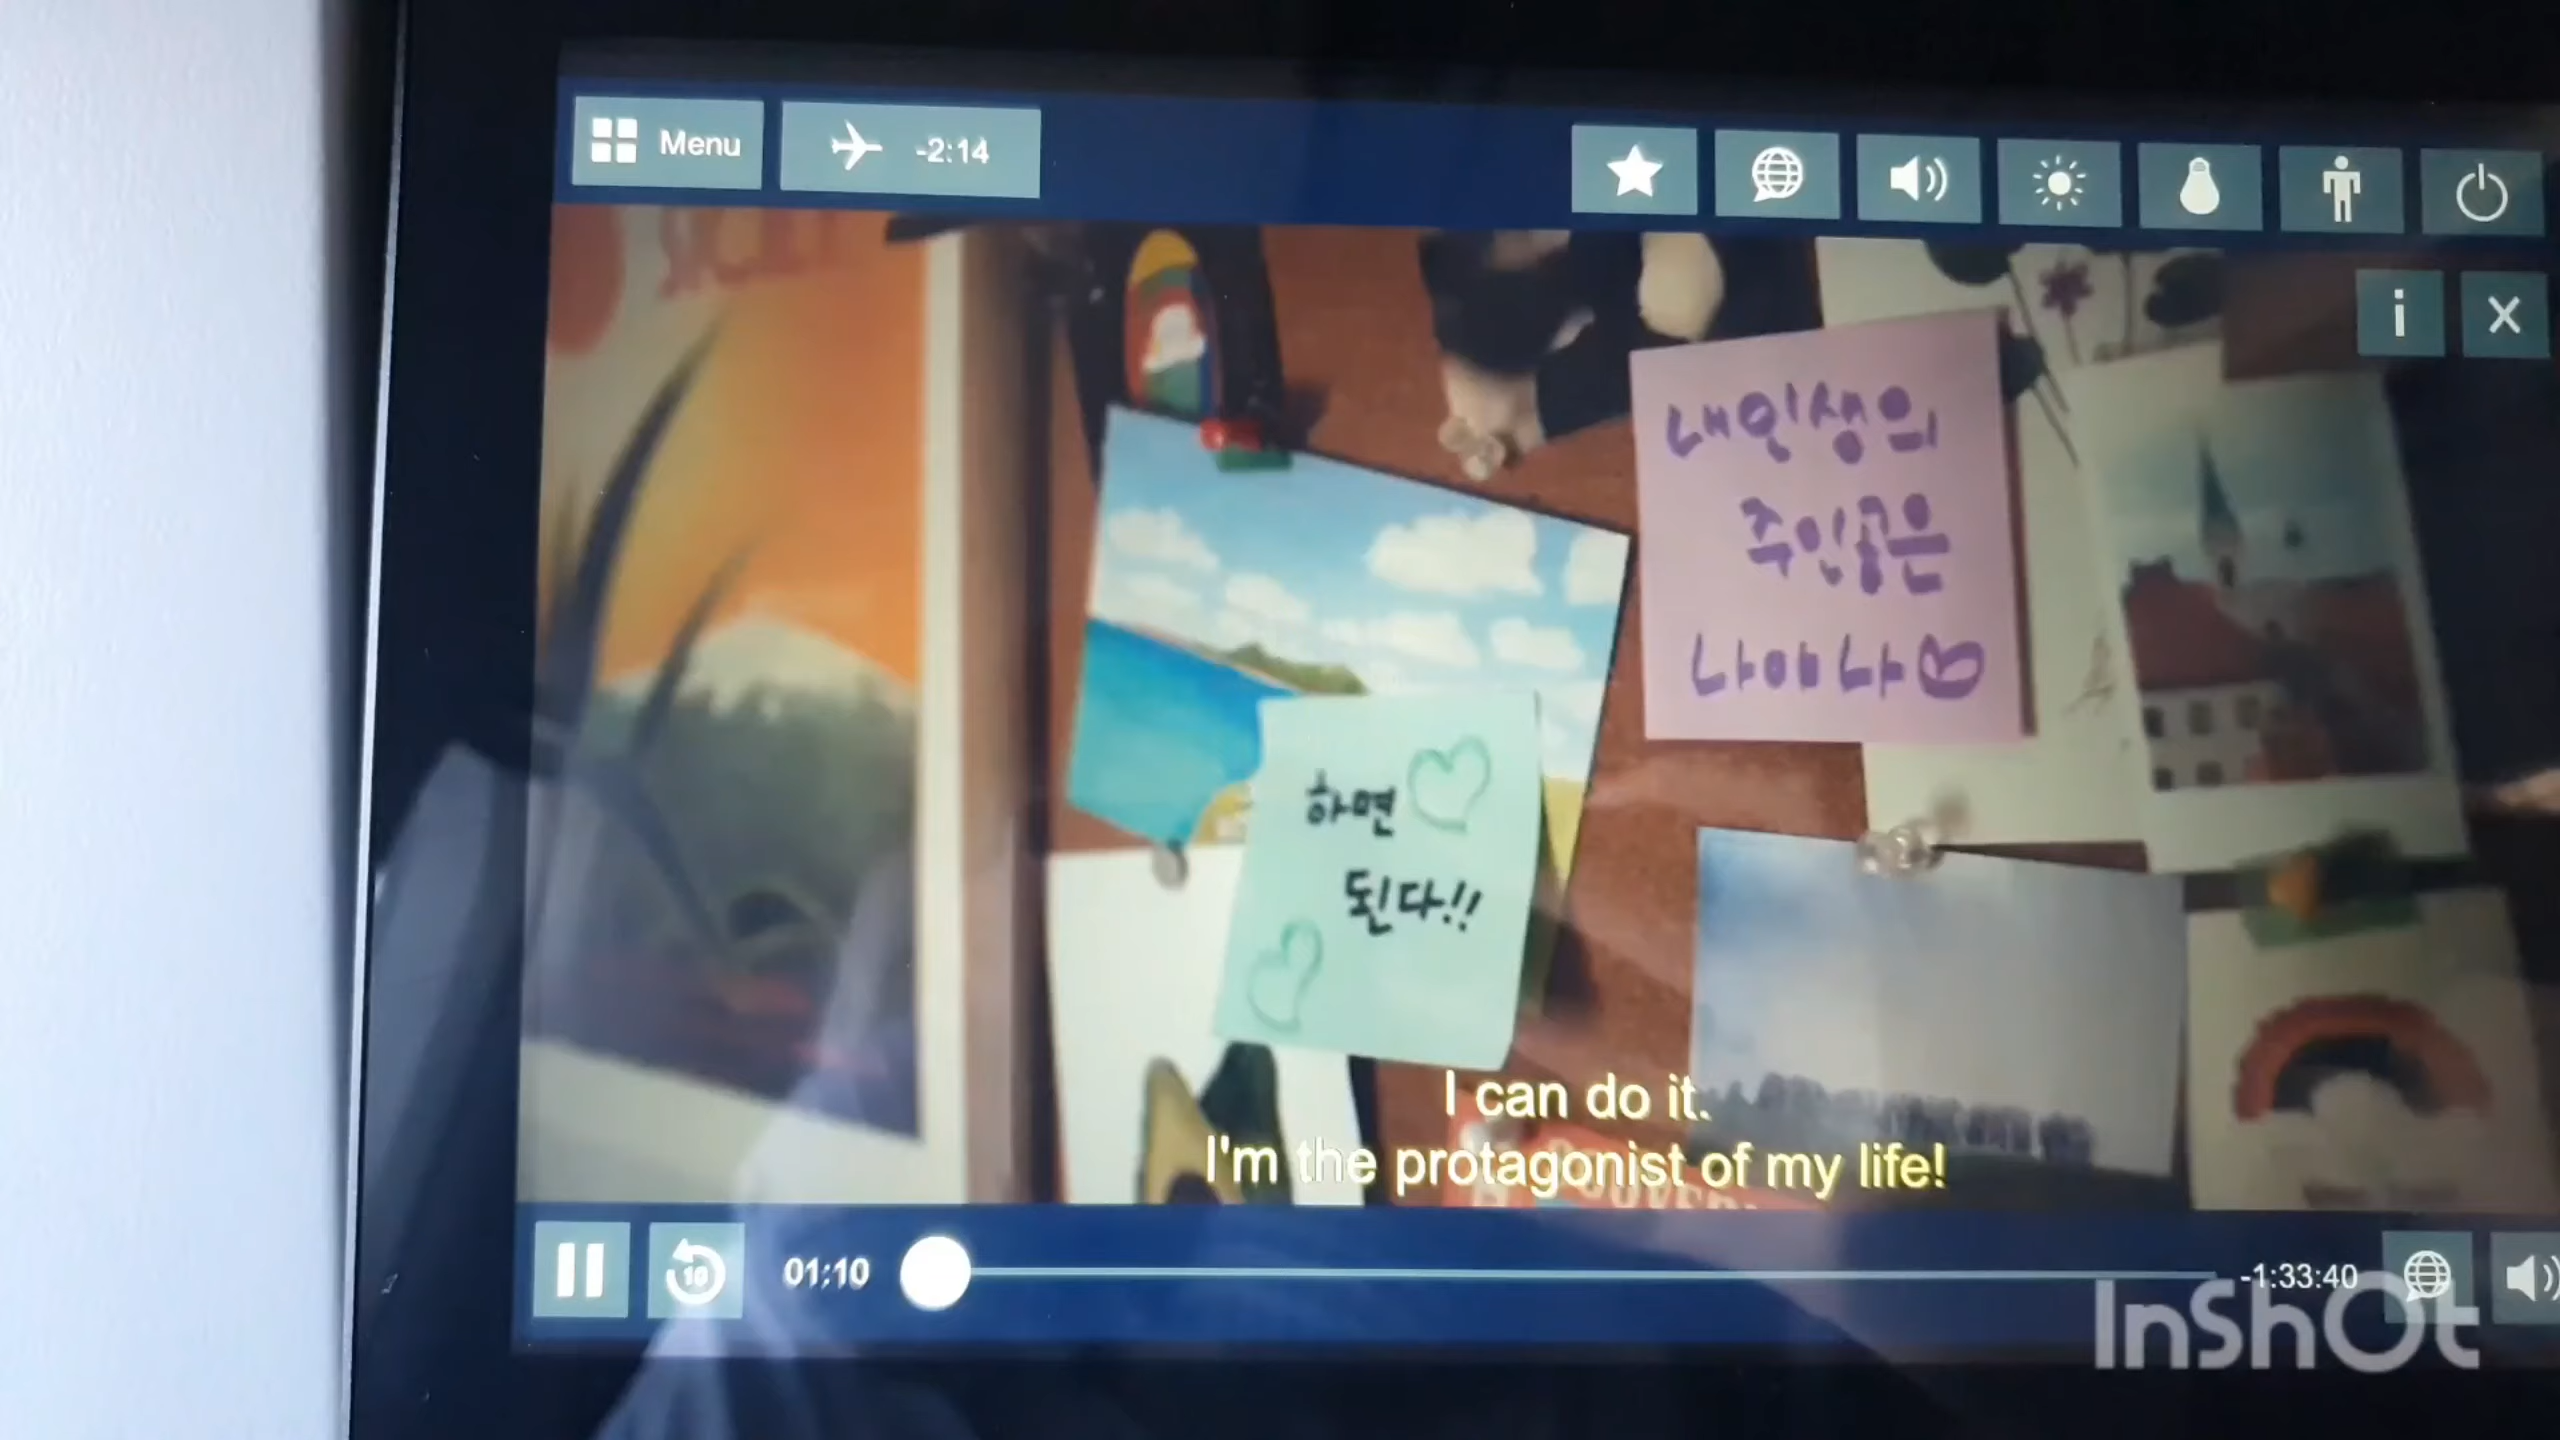 Menu
-2:14
i
X
내인생의
주인공은
나야나
하면
된다!!
I can do it.
I'm the protagonist of my life!
10
01:10
-1:33:40
InShOt